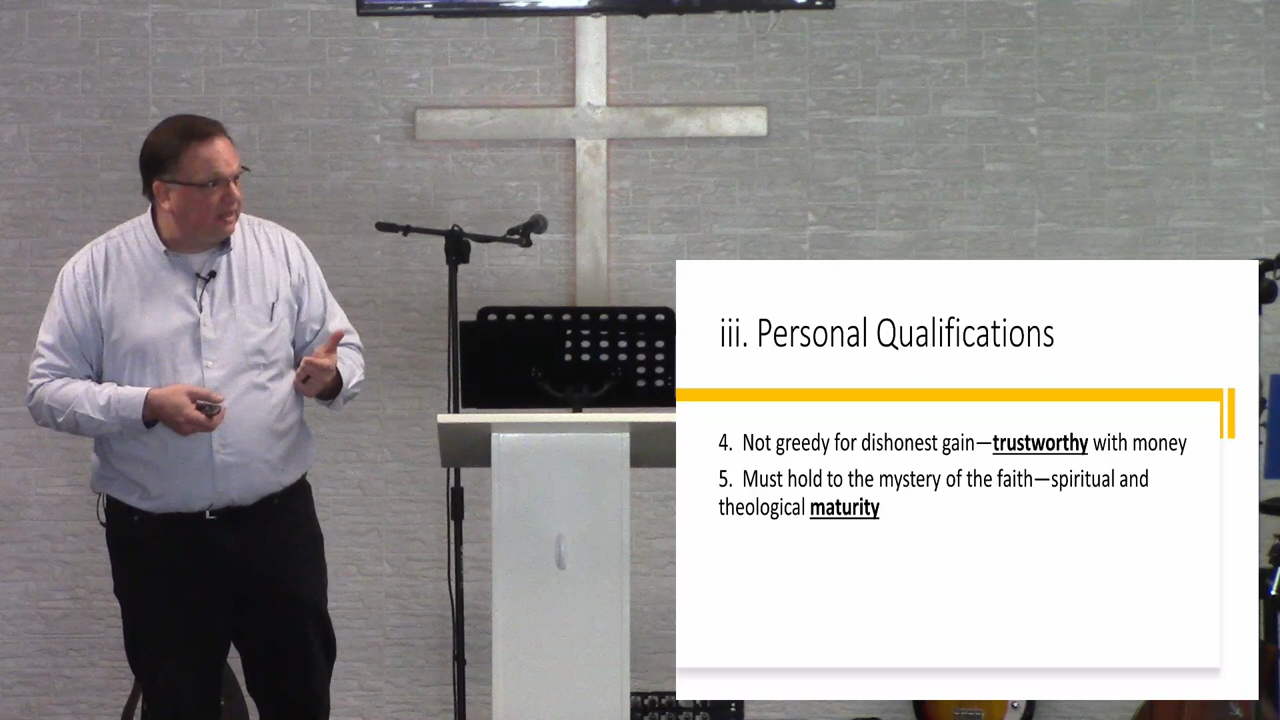 iii. Personal Qualifications
4. Not greedy for dishonest gain—trustworthy with money
5. Must hold to the mystery of the faith—spiritual and
theological maturity